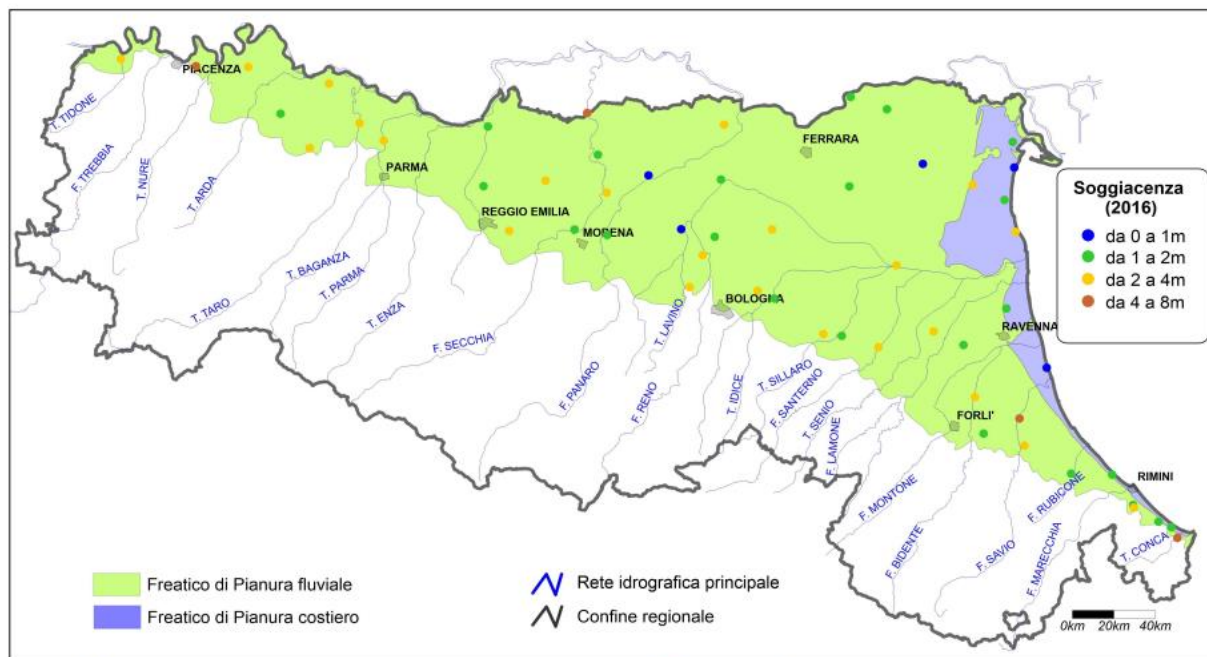 PIACENZA
T. TIDONE
F. TREBBIA
T. NURE
T. ARDA
PARMA
FERRARA
REGGIO EMILIA
MODENA
T. BAGANZA
T. PARMA
T. TARO
T. ENZA
F. SECCHIA
F. PANARO
T. LAVINO
F. RENO
BOLOGNA
T. IDICE
T. SILLARO
F. SANTERNO
T. SENIO
F. LAMONE
RAVENNA
FORLI'
F. MONTONE
F. BIDENTE
F. SAVIO
F. RUBICONE
F. MARECCHIA
RIMINI
T. CONCA
Soggiacenza
(2016)
da 0 a 1m
da 1 a 2m
da 2 a 4m
da 4 a 8m
Freatico di Pianura fluviale
Freatico di Pianura costiero
Rete idrografica principale
Confine regionale
0km 20km 40km